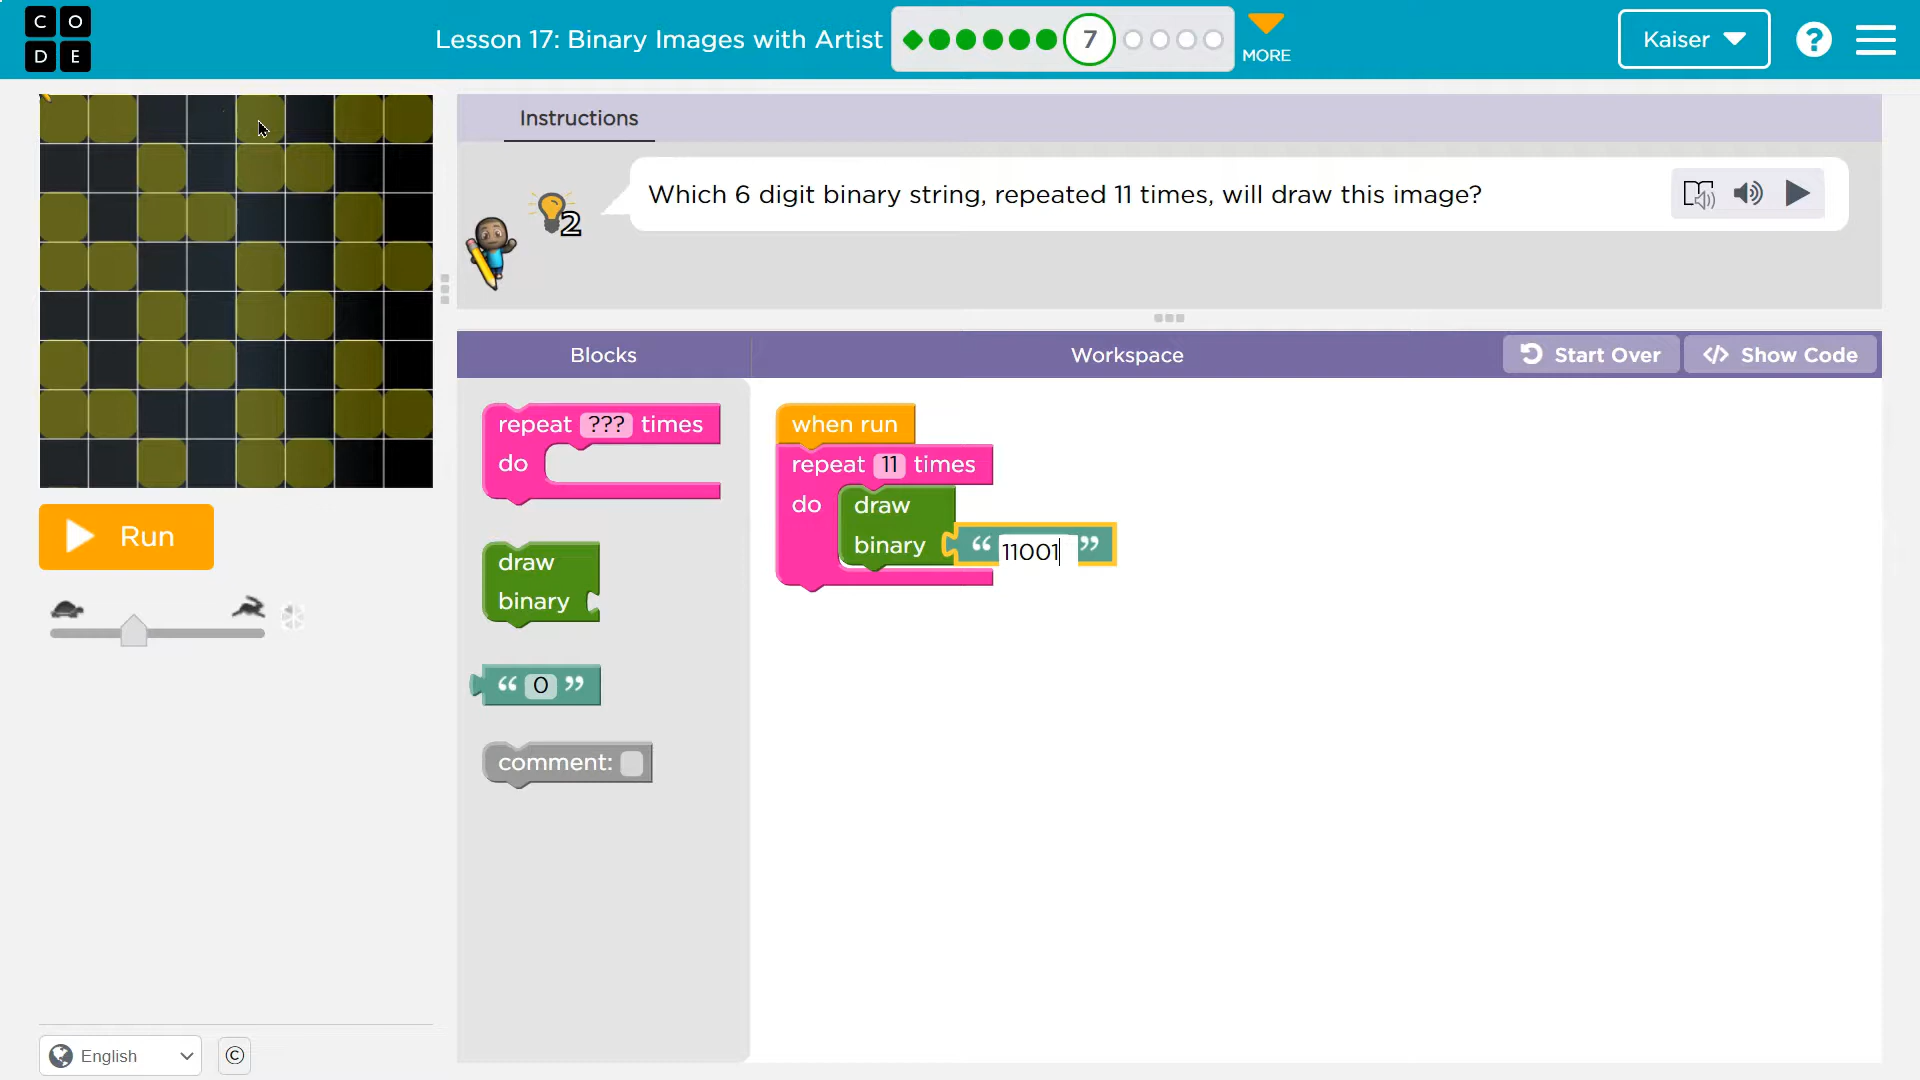 C O
D E
Lesson 17: Binary Images with Artist
7
MORE
Kaiser
?
Instructions
2
Which 6 digit binary string, repeated 11 times, will draw this image?
Blocks
Workspace
Start Over
Show Code
repeat ??? times
do
draw
binary
“ 0 ”
comment:
when run
repeat 11 times
do draw
binary “ 11001 ”
Run
English
©